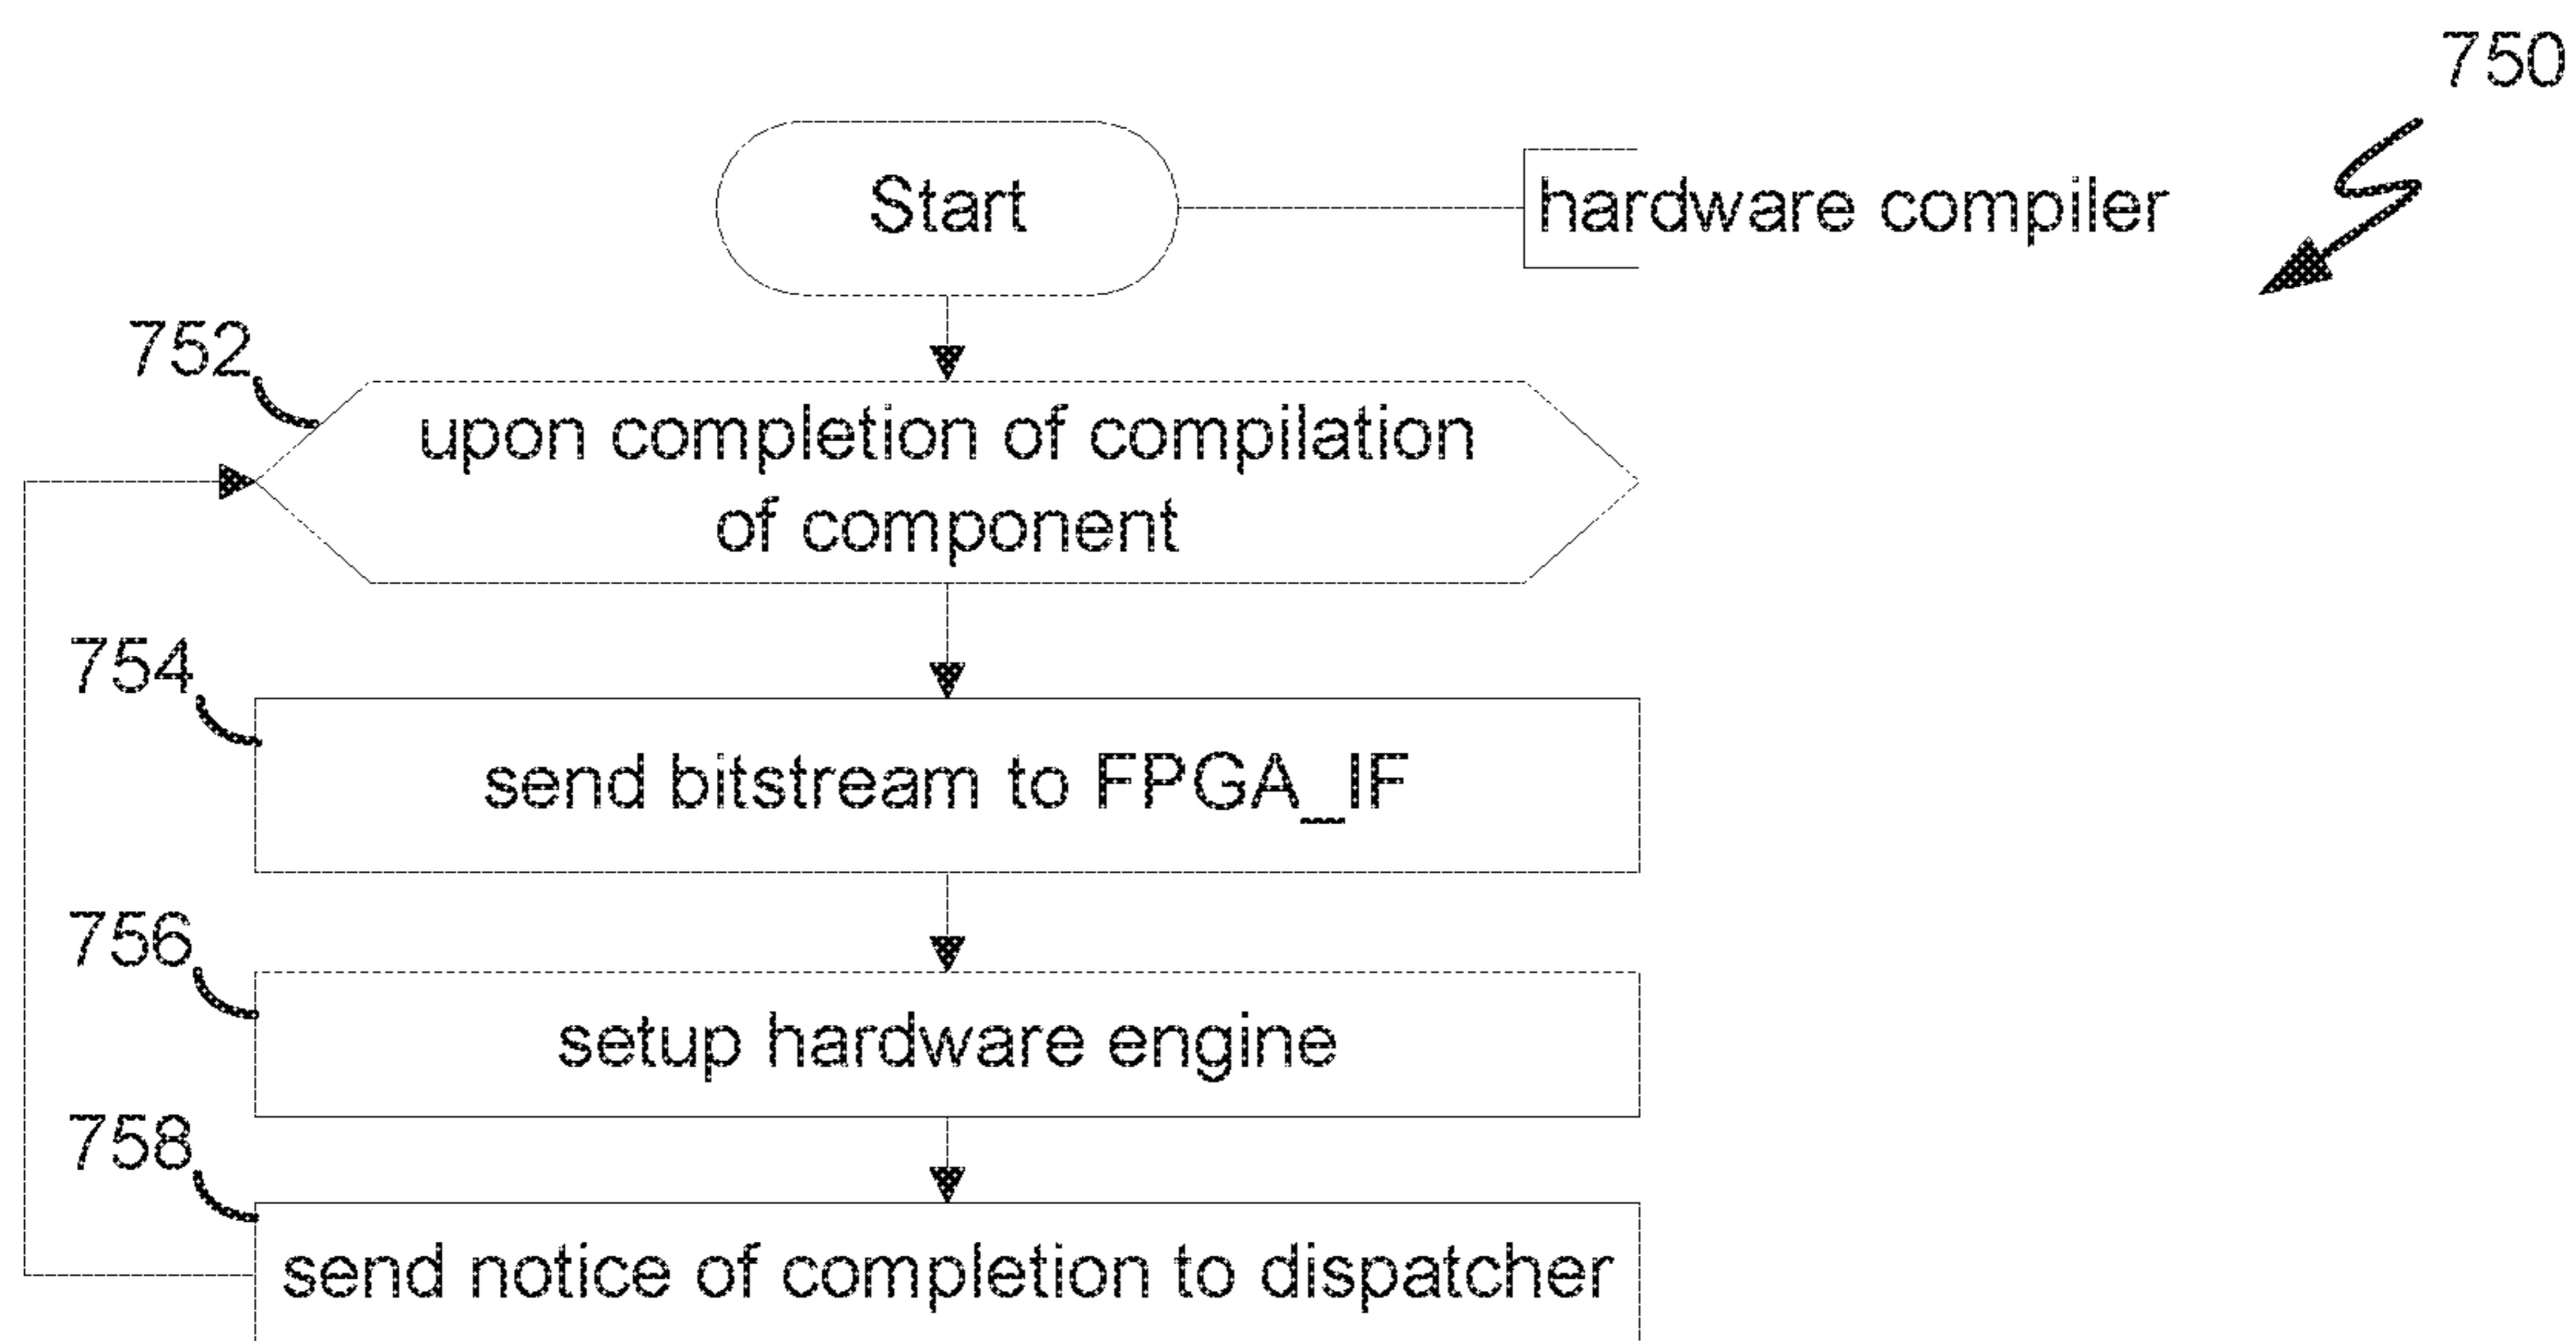 750
Start
hardware compiler
752
upon completion of compilation
of component
754
send bitstream to FPGA_IF
756
setup hardware engine
758
send notice of completion to dispatcher